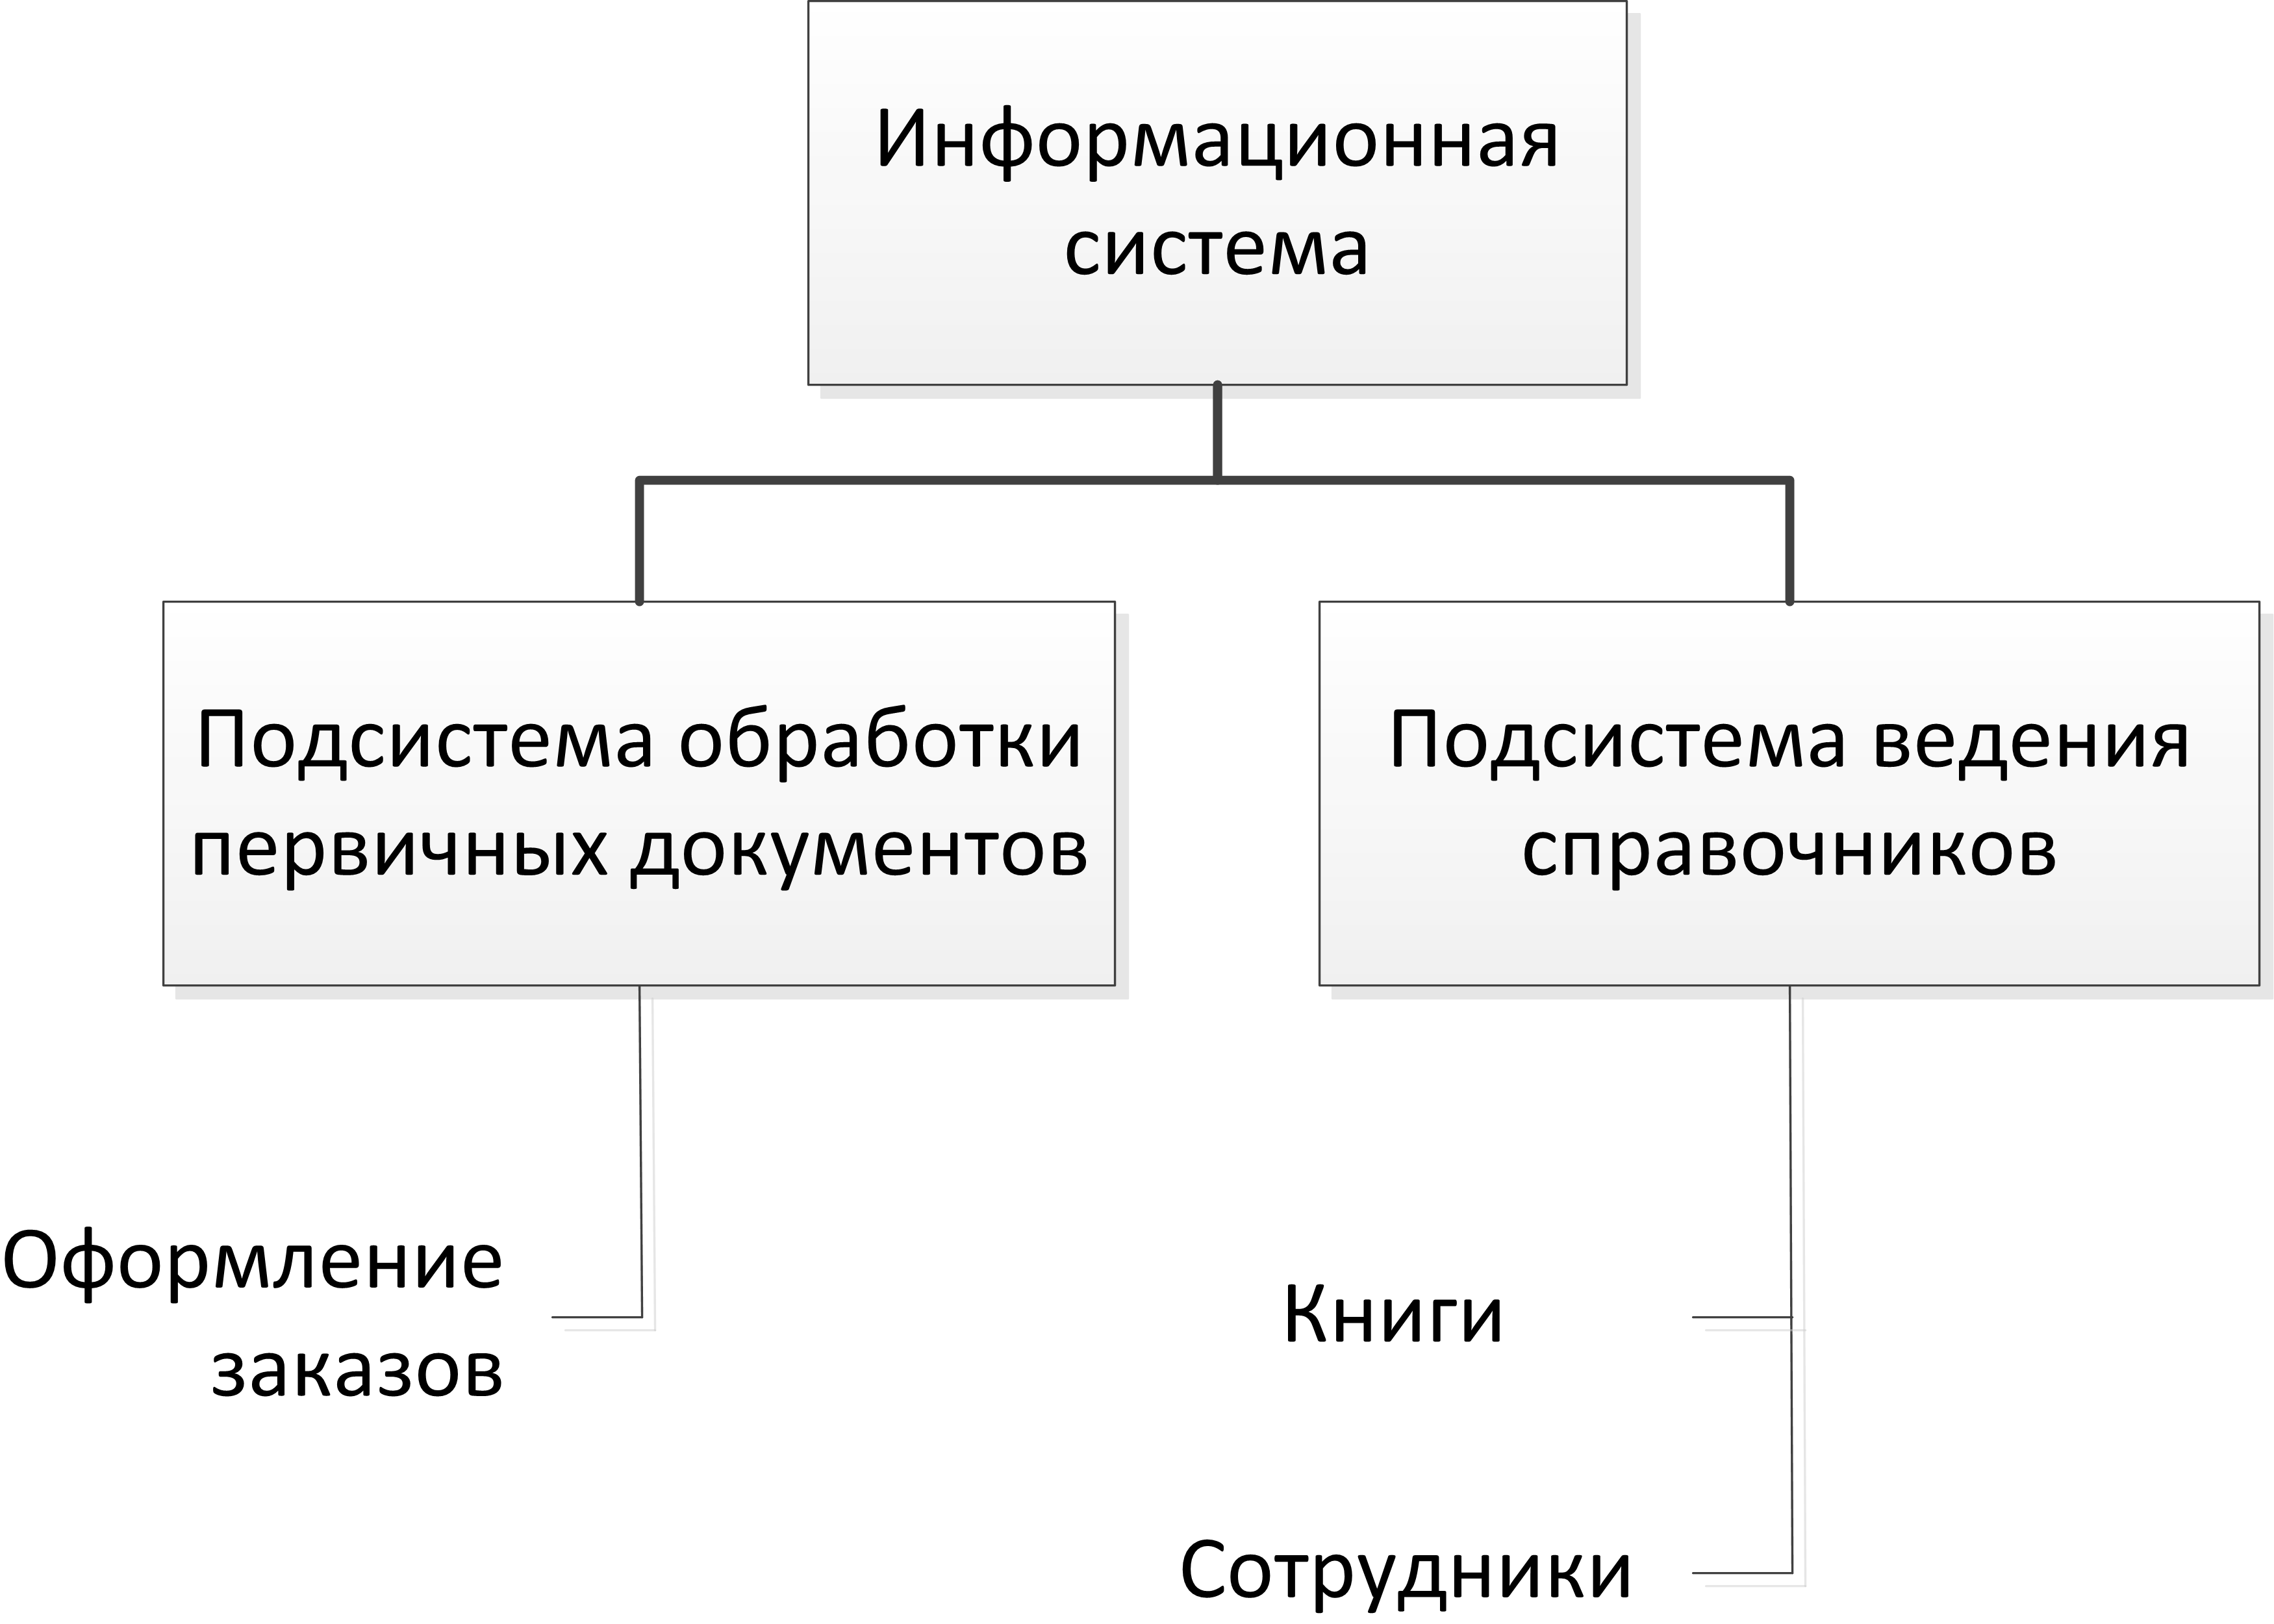 Информационная
система
Подсистема обработки
первичных документов
Подсистема ведения
справочников
Оформление
заказов
Книги
Сотрудники